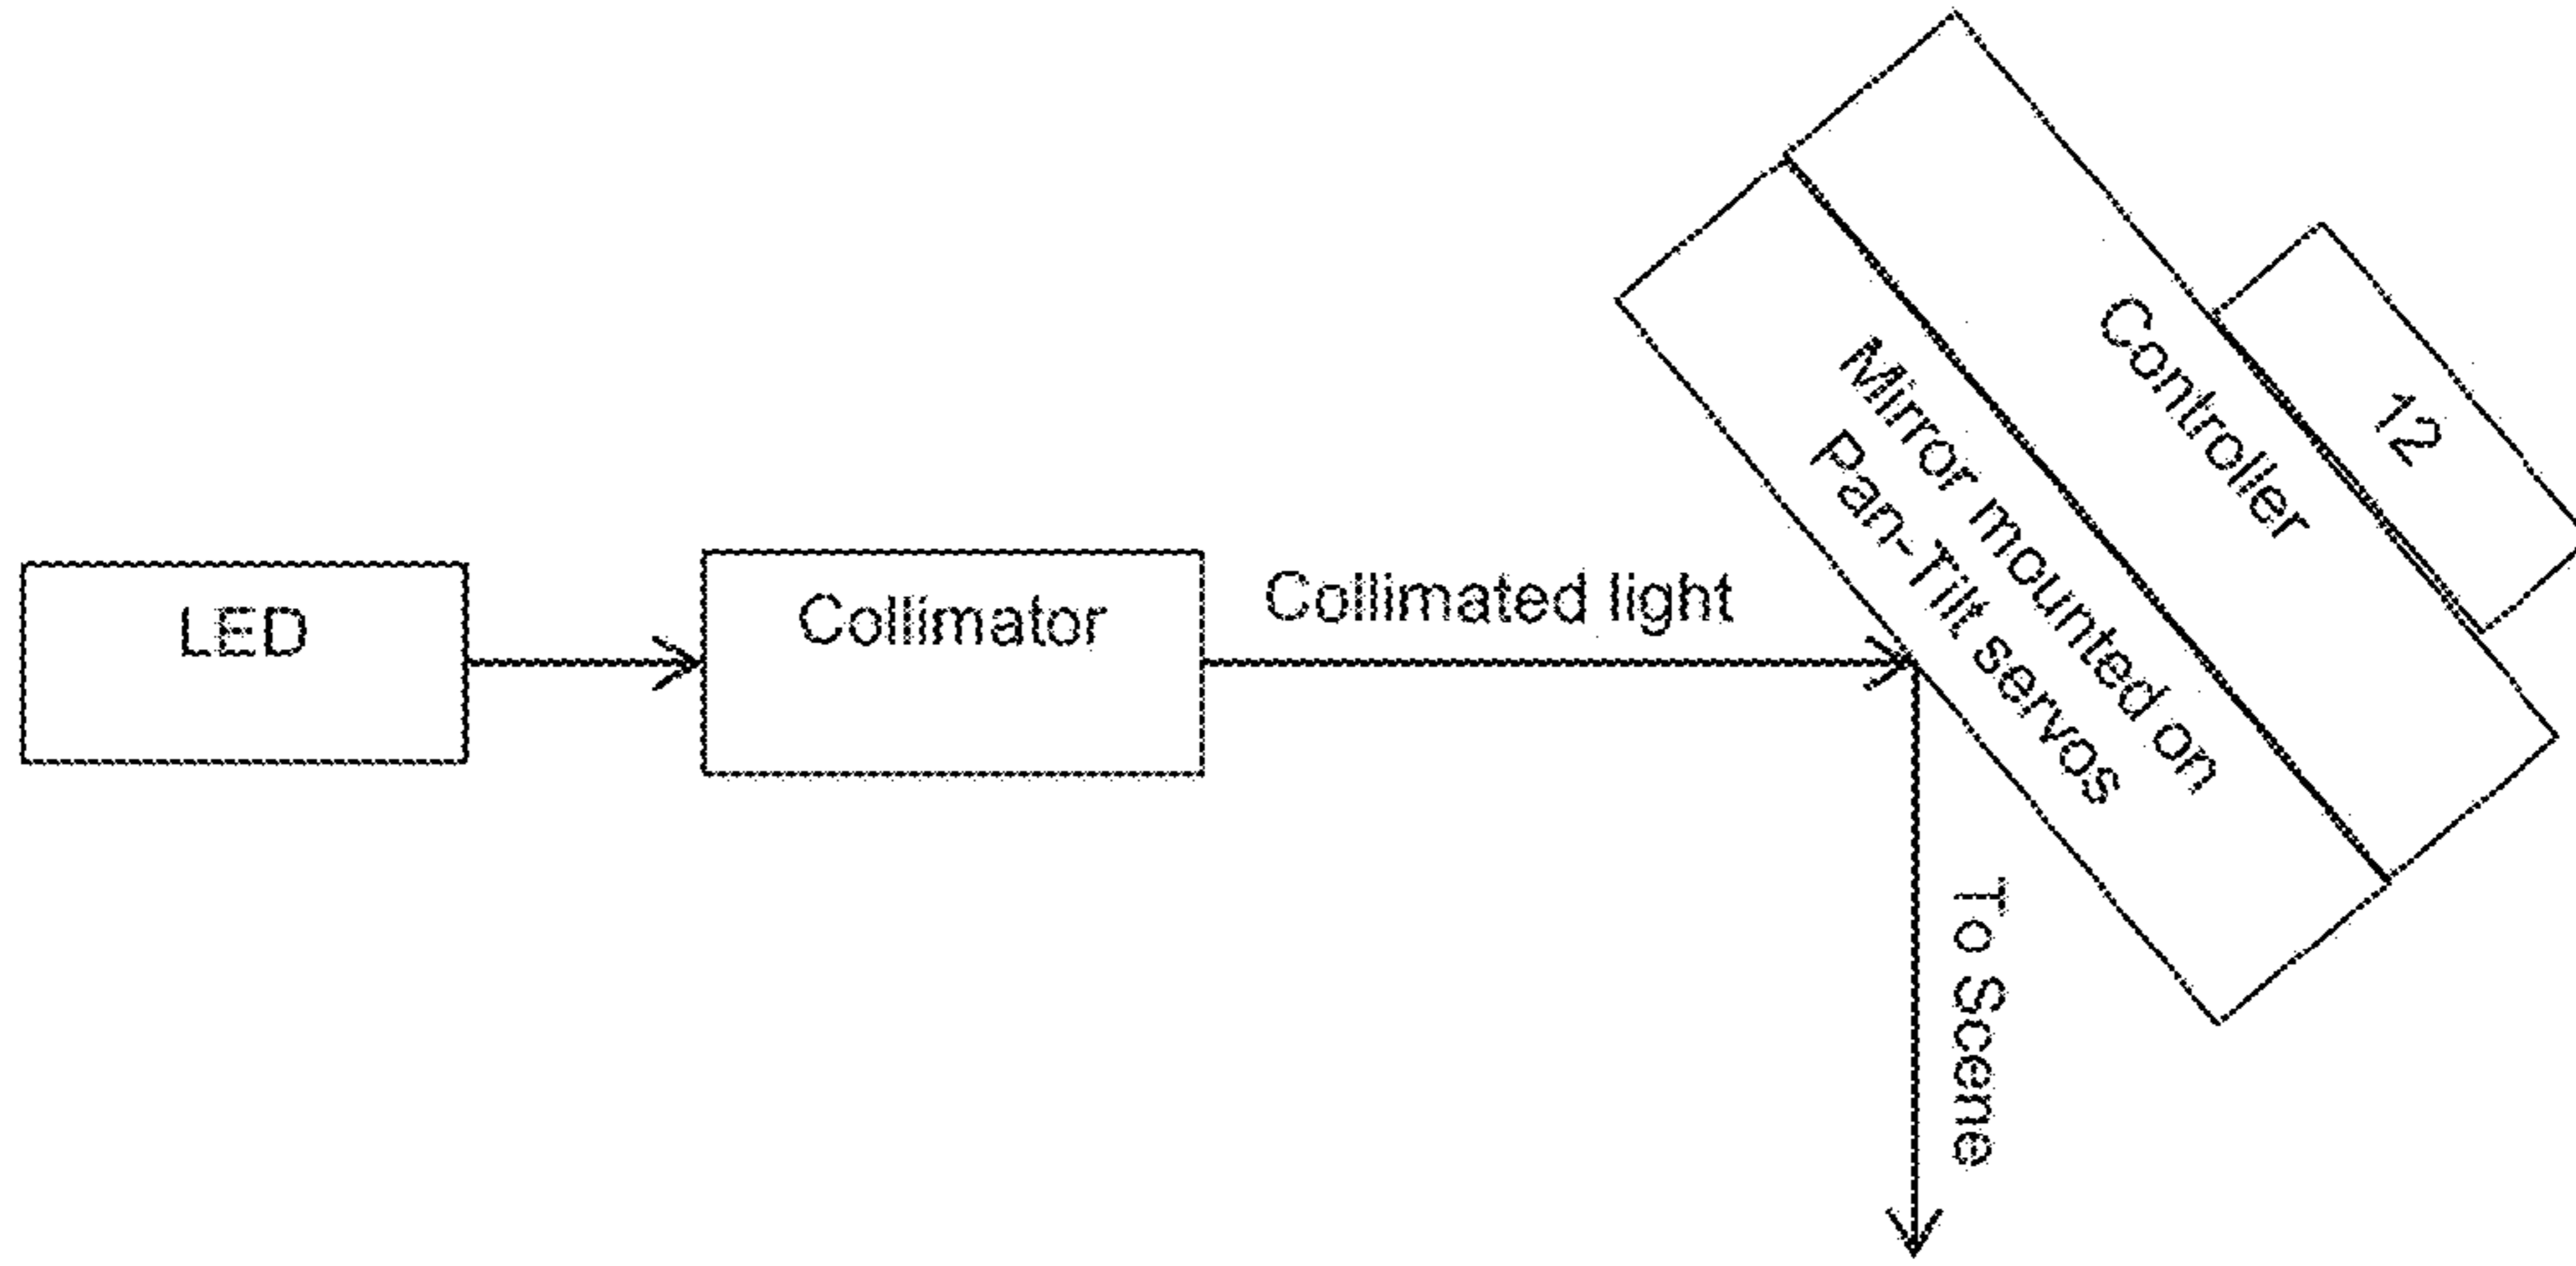 LED
Collimator
Collimated light
Mirror mounted on
Pan-Tilt servos
Controller
12
To Scene